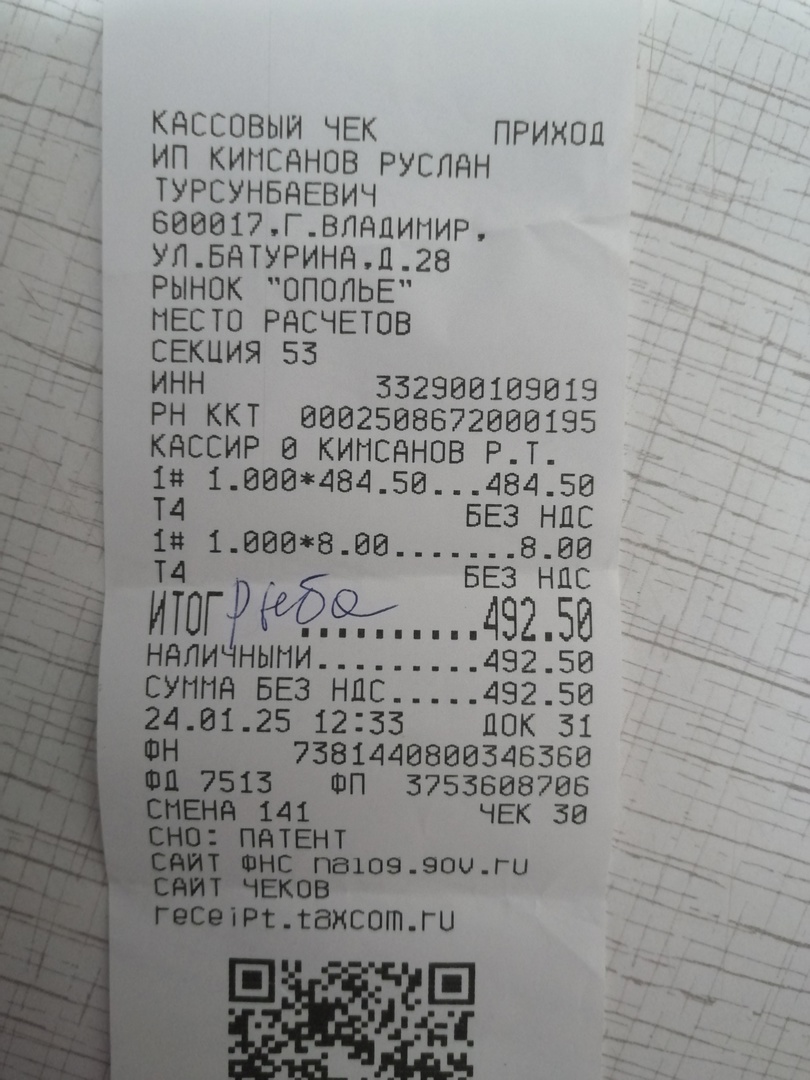 КАССОВЫЙ ЧЕК ПРИХОД
ИП КИМСАНОВ РУСЛАН
ТУРСУНБАЕВИЧ
600017,Г.ВЛАДИМИР,
УЛ.БАТУРИНА,Д.28
РЫНОК "ОПОЛЬЕ"
МЕСТО РАСЧЕТОВ
СЕКЦИЯ 53
ИНН 332900109019
РН ККТ 0002508672000195
КАССИР 0 КИМСАНОВ Р.Т.
1# 1.000*484.50...484.50
Т4 БЕЗ НДС
1# 1.000*8.00.......8.00
Т4 БЕЗ НДС
ИТОГ рыба ..........492.50
НАЛИЧНЫМИ.........492.50
СУММА БЕЗ НДС.....492.50
24.01.25 12:33 ДОК 31
ФН 7381440800346360
ФД 7513 ФП 3753608706
СМЕНА 141 ЧЕК 30
СНО: ПАТЕНТ
САЙТ ФНС nalog.gov.ru
САЙТ ЧЕКОВ
receipt.taxcom.ru